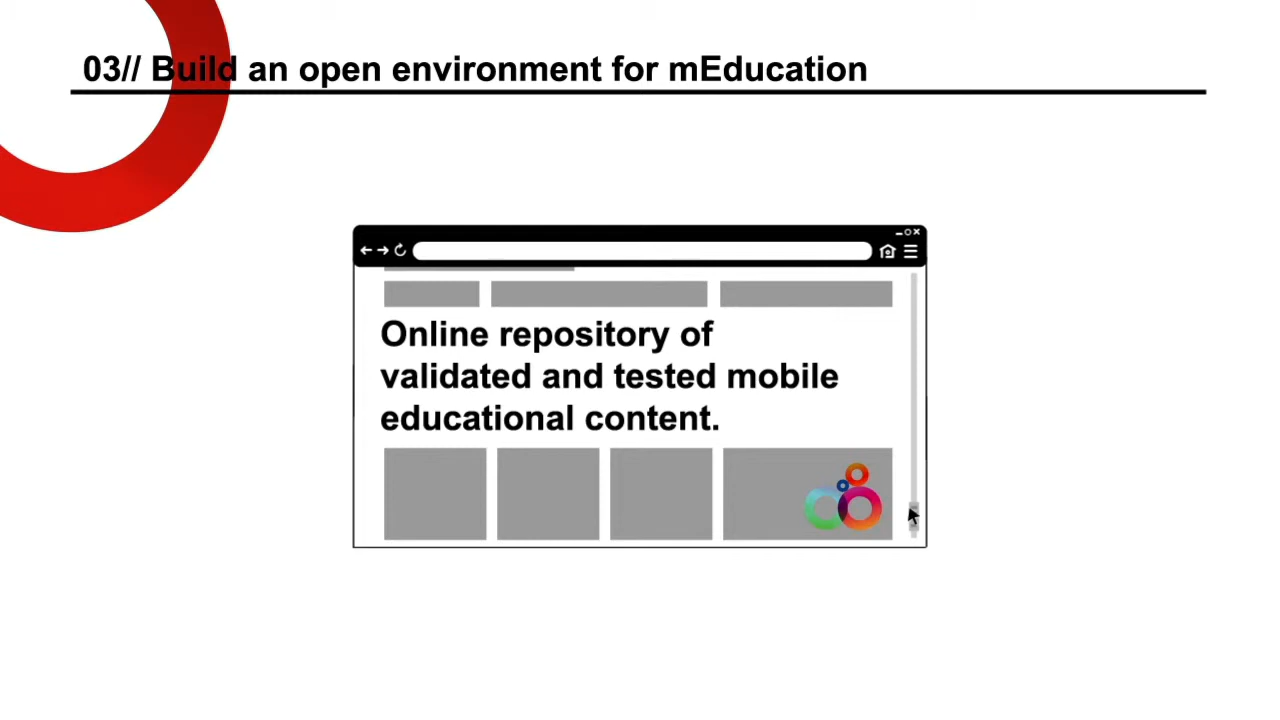 03// Build an open environment for mEducation
Online repository of
validated and tested mobile
educational content.